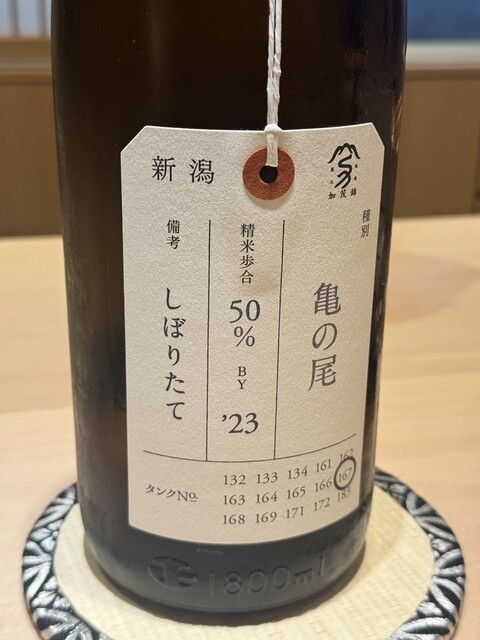 新潟
加茂錦
種別
亀の尾
精米歩合
50%
BY
'23
備考
しぼりたて
タンクNo.
132 133 134 161 162
163 164 165 166 167
168 169 171 172 183
1800ml